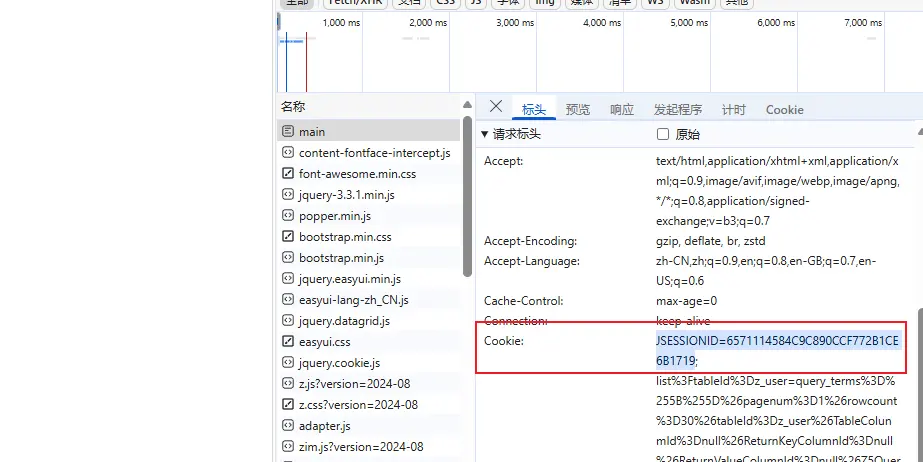 全部 Fetch/XHR 文档 CSS JS 字体 Img 媒体 清单 WS Wasm 其他
1,000 ms 2,000 ms 3,000 ms 4,000 ms 5,000 ms 6,000 ms 7,000 ms
名称
main
content-fontface-intercept.js
font-awesome.min.css
jquery-3.3.1.min.js
popper.min.js
bootstrap.min.css
bootstrap.min.js
jquery.easyui.min.js
easyui-lang-zh_CN.js
jquery.datagrid.js
easyui.css
jquery.cookie.js
z.js?version=2024-08
z.css?version=2024-08
adapter.js
zim.js?version=2024-08
标头 预览 响应 发起程序 计时 Cookie
请求标头 原始
Accept: text/html,application/xhtml+xml,application/x
ml;q=0.9,image/avif,image/webp,image/apng,
*/*;q=0.8,application/signed-
exchange;v=b3;q=0.7
Accept-Encoding: gzip, deflate, br, zstd
Accept-Language: zh-CN,zh;q=0.9,en;q=0.8,en-GB;q=0.7,en-
US;q=0.6
Cache-Control: max-age=0
Connection: keep-alive
Cookie: JSESSIONID=6571114584C9C890CCF772B1CE
6B1719;
list%3FtableId%3Dz_user=query_terms%3D%
255B%255D%26pagenum%3D1%26rowcount
%3D30%26tableId%3Dz_user%26TableColun
mId%3Dnull%26ReturnKeyColumnId%3Dnull
%26ReturnValueColumnId%3Dnull%2675Quer